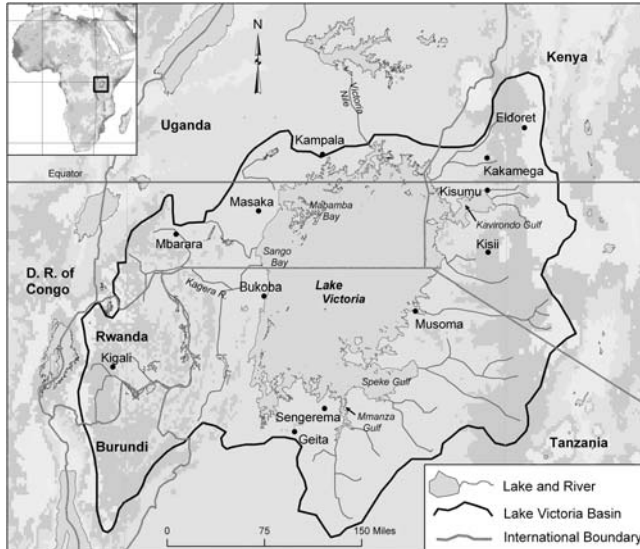 N
Kenya
Victoria
Nile
Eldoret
Uganda
Kampala
Kakamega
Equator
Kisumu
Masaka
Mabamba
Bay
Kavirondo Gulf
Mbarara
Sango
Bay
Kisii
D. R. of
Congo
Kagera R.
Bukoba
Lake
Victoria
Musoma
Rwanda
Kigali
Speke Gulf
Sengerema
Mmanza
Gulf
Geita
Burundi
Tanzania
Lake and River
Lake Victoria Basin
International Boundary
0 75 150 Miles